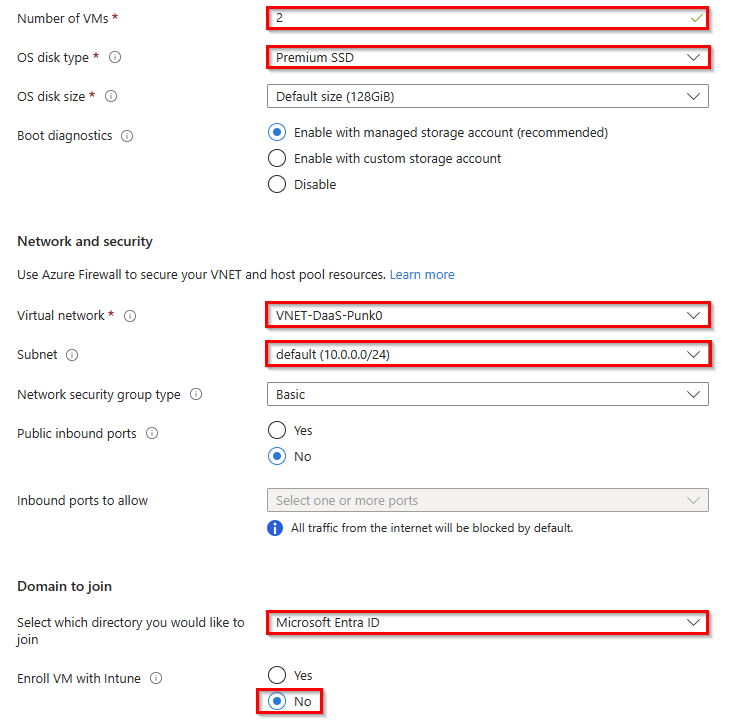 Number of VMs *
2
OS disk type *
Premium SSD
OS disk size *
Default size (128GiB)
Boot diagnostics
Enable with managed storage account (recommended)
Enable with custom storage account
Disable
Network and security
Use Azure Firewall to secure your VNET and host pool resources. Learn more
Virtual network *
VNET-DaaS-Punk0
Subnet
default (10.0.0.0/24)
Network security group type
Basic
Public inbound ports
Yes
No
Inbound ports to allow
Select one or more ports
All traffic from the internet will be blocked by default.
Domain to join
Select which directory you would like to
join
Microsoft Entra ID
Enroll VM with Intune
Yes
No